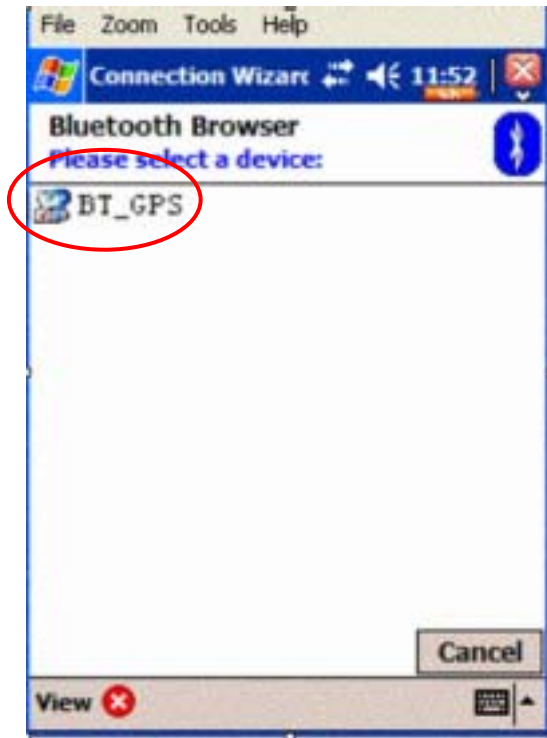 File Zoom Tools Help
Connection Wizarc 11:52
Bluetooth Browser
Please select a device:
BT_GPS
Cancel
View